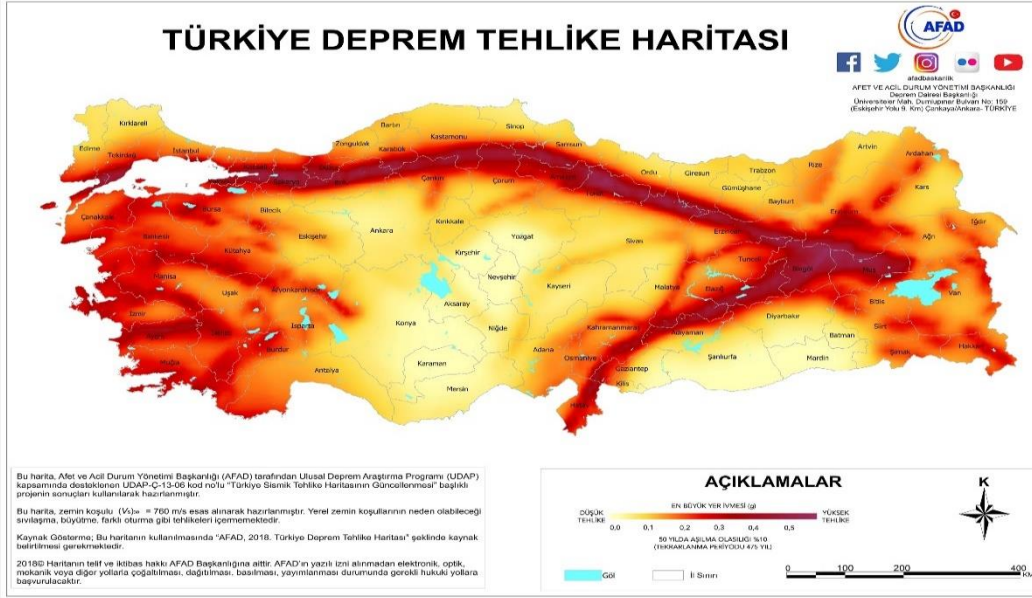 TÜRKİYE DEPREM TEHLİKE HARİTASI
AFAD
afadbaskanlik
AFET VE ACİL DURUM YÖNETİMİ BAŞKANLIĞI
Deprem Dairesi Başkanlığı
Üniversiteler Mah. Dumlupınar Bulvarı No: 159
(Eskişehir Yolu 9. Km) Çankaya/Ankara- TÜRKİYE
Kırklareli
Edirne
Tekirdağ
İstanbul
Zonguldak
Bartın
Karabük
Kastamonu
Sinop
Samsun
Ordu
Giresun
Trabzon
Rize
Artvin
Ardahan
Kars
Gümüşhane
Bayburt
Iğdır
Ağrı
Çankırı
Çorum
Çanakkale
Bursa
Bilecik
Balıkesir
Kütahya
Eskişehir
Ankara
Kırıkkale
Yozgat
Sivas
Tunceli
Bingöl
Muş
Kırşehir
Nevşehir
Kayseri
Malatya
Elazığ
Bitlis
Van
Manisa
Uşak
Afyonkarahisar
Aksaray
Diyarbakır
Batman
Siirt
İzmir
Isparta
Konya
Niğde
Kahramanmaraş
Adıyaman
Şırnak
Hakkari
Burdur
Muğla
Antalya
Karaman
Mersin
Adana
Osmaniye
Gaziantep
Kilis
Şanlıurfa
Mardin
Hatay
Bu harita, Afet ve Acil Durum Yönetimi Başkanlığı (AFAD) tarafından Ulusal Deprem Araştırma Programı (UDAP)
kapsamında desteklenen UDAP-Ç-13-06 kod no'lu "Türkiye Sismik Tehlike Haritasının Güncellenmesi" başlıklı
projenin sonuçları kullanılarak hazırlanmıştır.
Bu harita, zemin koşulu (Vs)30 = 760 m/s esas alınarak hazırlanmıştır. Yerel zemin koşullarının neden olabileceği
sıvılaşma, büyütme, farklı oturma gibi tehlikeleri içermemektedir.
Kaynak Gösterme; Bu haritanın kullanılmasında "AFAD, 2018. Türkiye Deprem Tehlike Haritası" şeklinde kaynak
belirtilmesi gerekmektedir.
2018© Haritanın telif ve iktibas hakkı AFAD Başkanlığına aittir. AFAD'ın yazılı izni alınmadan elektronik, optik,
mekanik veya diğer yollarla çoğaltılması, dağıtılması, basılması, yayımlanması durumunda gerekli hukuki yollara
başvurulacaktır.
AÇIKLAMALAR
EN BÜYÜK YER İVMESİ (g)
DÜŞÜK TEHLİKE
YÜKSEK TEHLİKE
0,0 0,1 0,2 0,3 0,4 0,5
50 YILDA AŞILMA OLASILIĞI %10
(TEKRARLANMA PERİYODU 475 YIL)
Göl
İl Sınırı
K
0 100 200 400
KM